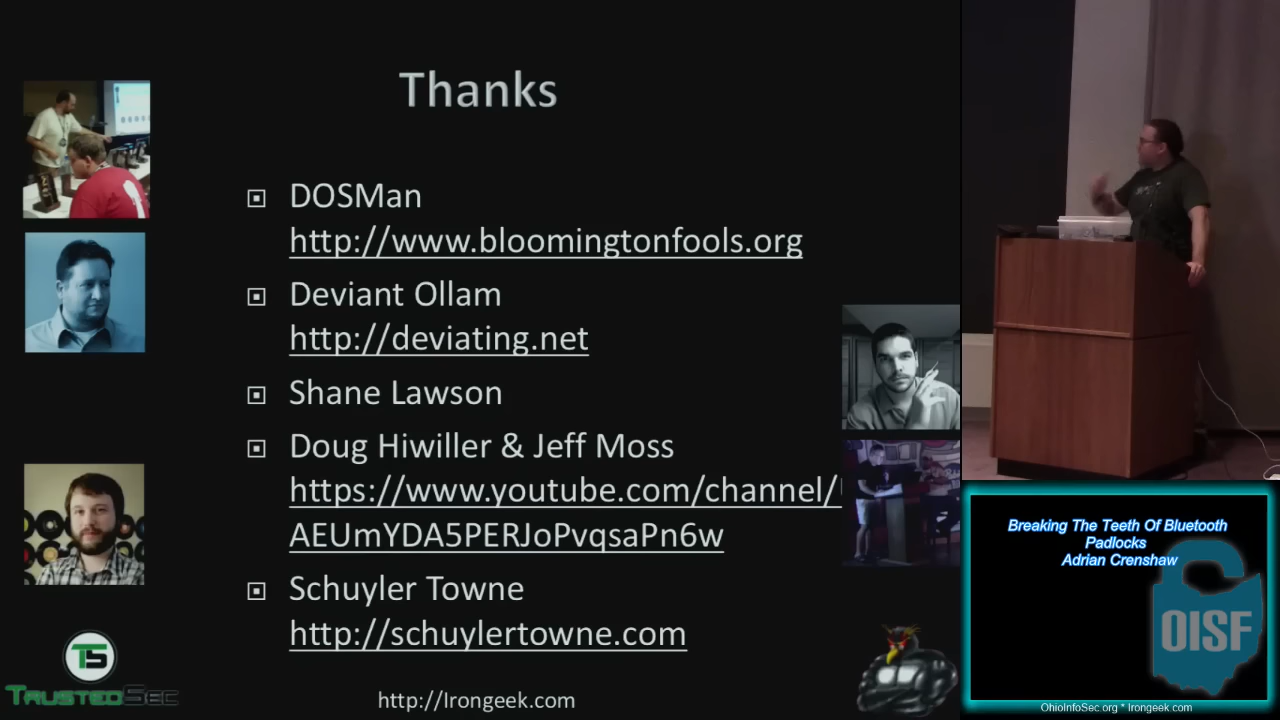 Thanks
DOSMan
http://www.bloomingtonfools.org
Deviant Ollam
http://deviating.net
Shane Lawson
Doug Hiwiller & Jeff Moss
https://www.youtube.com/channel/
AEUmYDA5PERJoPvqsaPn6w
Schuyler Towne
http://schuylertowne.com
TS
TRUSTEDSEC
http://Irongeek.com
Breaking The Teeth Of Bluetooth
Padlocks
Adrian Crenshaw
OISF
OhioInfoSec.org * Irongeek.com